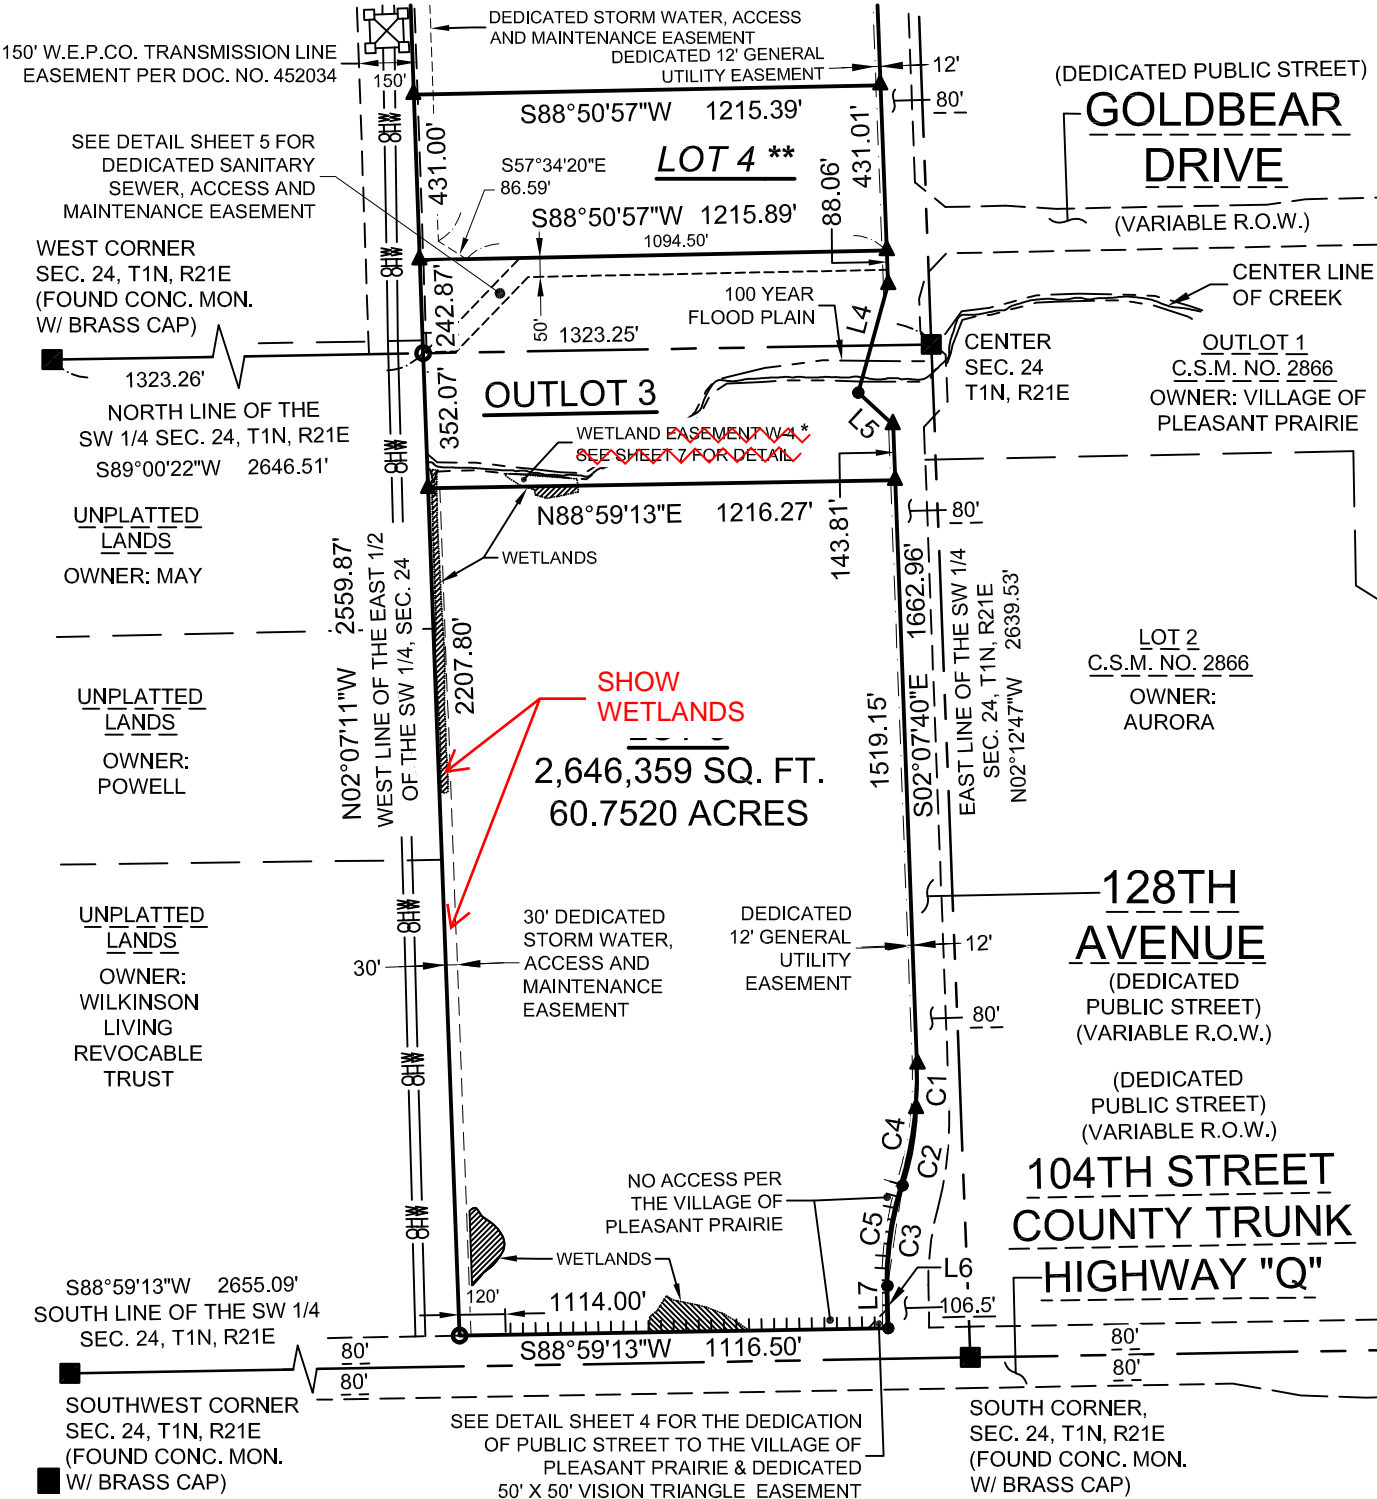 DEDICATED STORM WATER, ACCESS
AND MAINTENANCE EASEMENT
150' W.E.P.CO. TRANSMISSION LINE
EASEMENT PER DOC. NO. 452034
150'
DEDICATED 12' GENERAL
UTILITY EASEMENT
12'
80'
(DEDICATED PUBLIC STREET)
GOLDBEAR
DRIVE
(VARIABLE R.O.W.)
S88°50'57"W 1215.39'
LOT 4 **
431.00'
431.01'
S57°34'20"E
86.59'
S88°50'57"W 1215.89'
88.06'
1094.50'
SEE DETAIL SHEET 5 FOR
DEDICATED SANITARY
SEWER, ACCESS AND
MAINTENANCE EASEMENT
WEST CORNER
SEC. 24, T1N, R21E
(FOUND CONC. MON.
W/ BRASS CAP)
242.87'
50'
1323.25'
100 YEAR
FLOOD PLAIN
L4
CENTER LINE
OF CREEK
CENTER
SEC. 24
T1N, R21E
OUTLOT 1
C.S.M. NO. 2866
OWNER: VILLAGE OF
PLEASANT PRAIRIE
1323.26'
NORTH LINE OF THE
SW 1/4 SEC. 24, T1N, R21E
S89°00'22"W 2646.51'
352.07'
OUTLOT 3
L5
WETLAND EASEMENT W-4 *
SEE SHEET 7 FOR DETAIL
N88°59'13"E 1216.27'
143.81'
80'
WETLANDS
UNPLATTED
LANDS
OWNER: MAY
N02°07'11"W 2559.87'
WEST LINE OF THE EAST 1/2
OF THE SW 1/4, SEC. 24
2207.80'
1519.15'
S02°07'40"E 1662.96'
EAST LINE OF THE SW 1/4
SEC. 24, T1N, R21E
N02°12'47"W 2639.53'
LOT 2
C.S.M. NO. 2866
OWNER:
AURORA
UNPLATTED
LANDS
OWNER:
POWELL
SHOW
WETLANDS
2,646,359 SQ. FT.
60.7520 ACRES
UNPLATTED
LANDS
OWNER:
WILKINSON
LIVING
REVOCABLE
TRUST
30'
30' DEDICATED
STORM WATER,
ACCESS AND
MAINTENANCE
EASEMENT
DEDICATED
12' GENERAL
UTILITY
EASEMENT
12'
80'
128TH
AVENUE
(DEDICATED
PUBLIC STREET)
(VARIABLE R.O.W.)
C1
C4
C2
C5
C3
(DEDICATED
PUBLIC STREET)
(VARIABLE R.O.W.)
104TH STREET
COUNTY TRUNK
HIGHWAY "Q"
NO ACCESS PER
THE VILLAGE OF
PLEASANT PRAIRIE
WETLANDS
L6
L7
106.5'
S88°59'13"W 2655.09'
SOUTH LINE OF THE SW 1/4
SEC. 24, T1N, R21E
120'
1114.00'
S88°59'13"W 1116.50'
80'
80'
80'
80'
SOUTHWEST CORNER
SEC. 24, T1N, R21E
(FOUND CONC. MON.
W/ BRASS CAP)
SEE DETAIL SHEET 4 FOR THE DEDICATION
OF PUBLIC STREET TO THE VILLAGE OF
PLEASANT PRAIRIE & DEDICATED
50' X 50' VISION TRIANGLE EASEMENT
SOUTH CORNER,
SEC. 24, T1N, R21E
(FOUND CONC. MON.
W/ BRASS CAP)